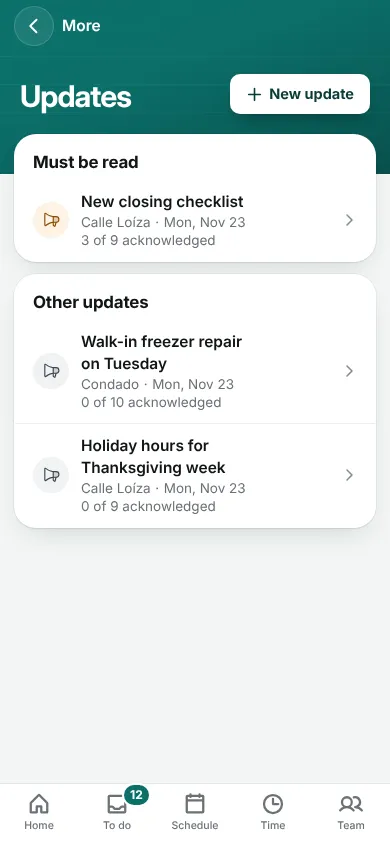 More
Updates
New update
Must be read
New closing checklist
Calle Loíza · Mon, Nov 23
3 of 9 acknowledged
Other updates
Walk-in freezer repair
on Tuesday
Condado · Mon, Nov 23
0 of 10 acknowledged
Holiday hours for
Thanksgiving week
Calle Loíza · Mon, Nov 23
0 of 9 acknowledged
12
Home
To do
Schedule
Time
Team